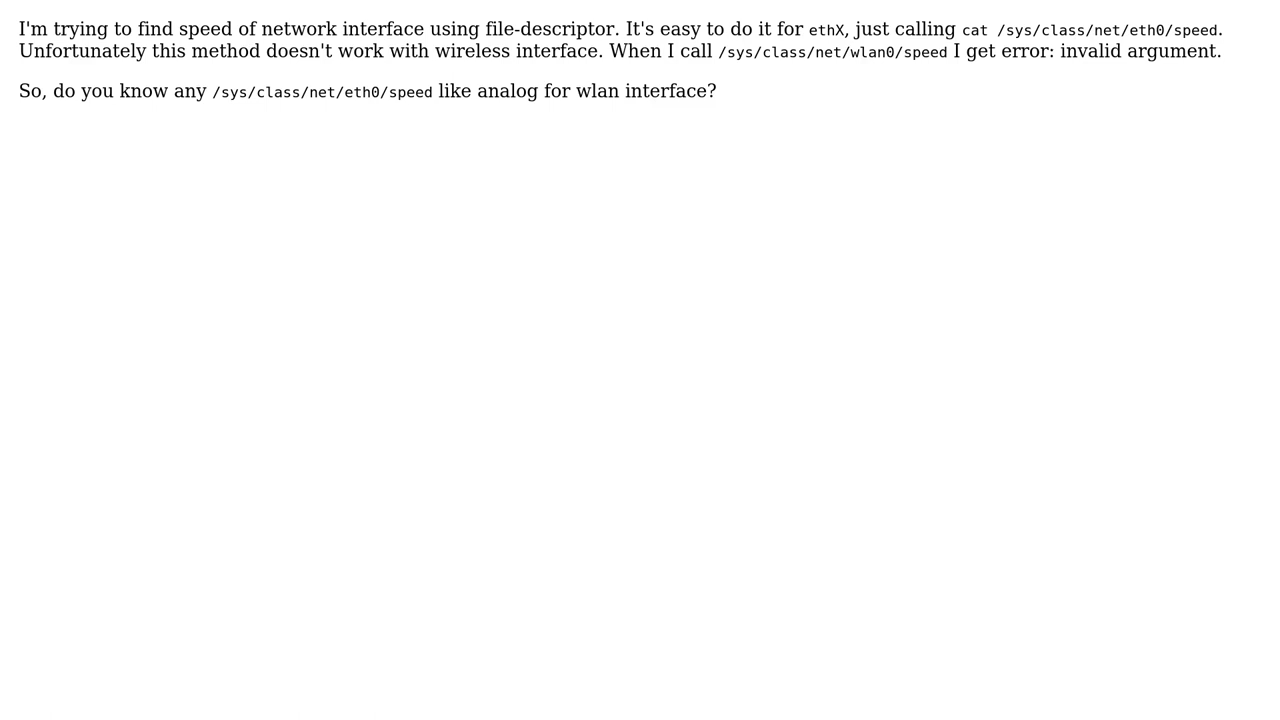 I'm trying to find speed of network interface using file-descriptor. It's easy to do it for ethX, just calling cat /sys/class/net/eth0/speed.
Unfortunately this method doesn't work with wireless interface. When I call /sys/class/net/wlan0/speed I get error: invalid argument.
So, do you know any /sys/class/net/eth0/speed like analog for wlan interface?